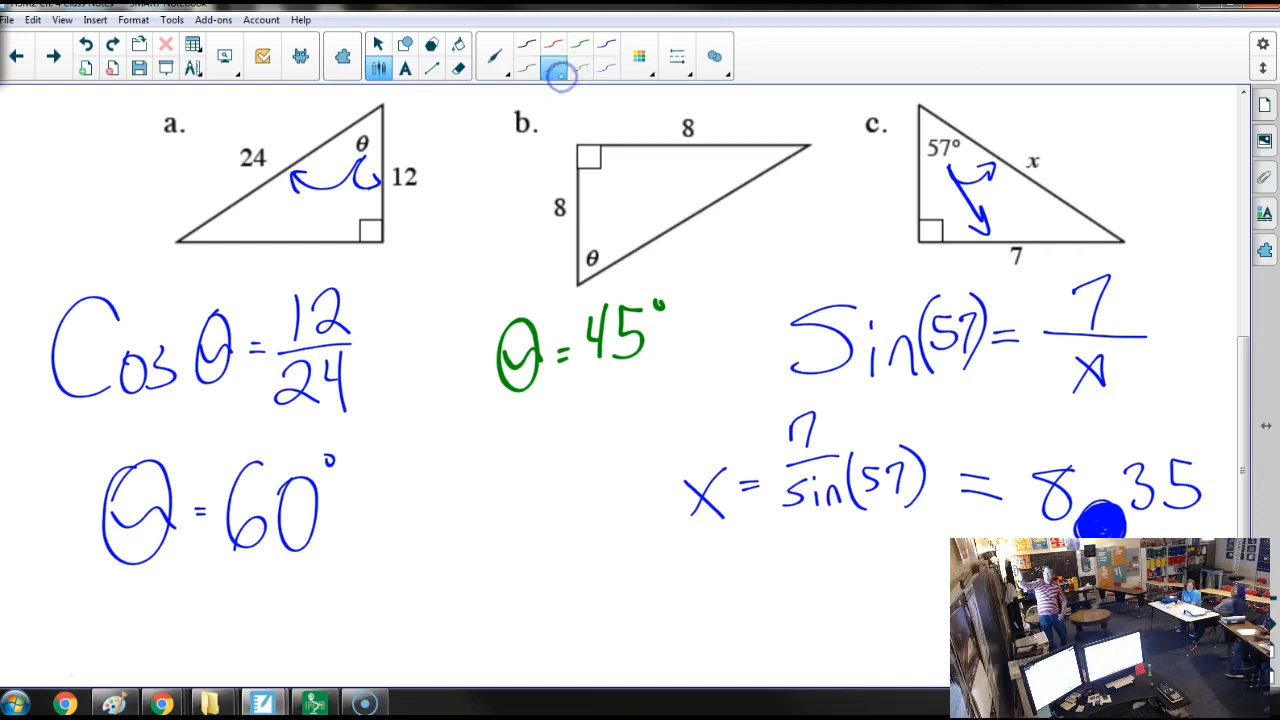 File Edit View Insert Format Tools Add-ons Account Help
a. 24 θ 12
b. 8 8 θ
c. 57° x 7
Cos θ = 12/24
θ = 45°
Sin(57) = 7/x
θ = 60°
x = 7/sin(57) = 8.35